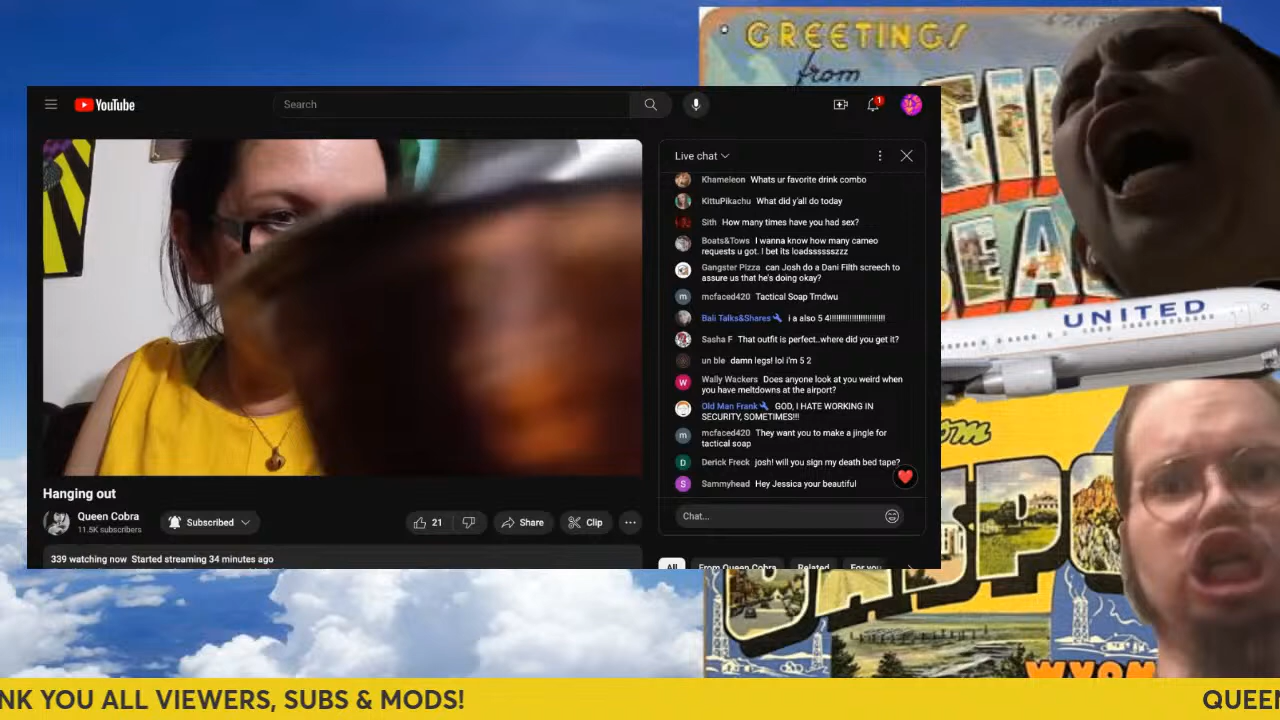 GREETINGS
from
YouTube
Search
1
UNITED
Live chat
Khameleon Whats ur favorite drink combo
KittuPikachu What did y'all do today
Sith How many times have you had sex?
Boats&Tows I wanna know how many cameo
requests u got. I bet its loadsssssszzz
Gangster Pizza can Josh do a Dani Filth screech to
assure us that he's doing okay?
m mcfaced420 Tactical Soap Tmdwu
Bali Talks&Shares i a also 5 4!!!!!!!!!!!!!!!!!!!!!!!!
Sasha F That outfit is perfect..where did you get it?
un ble damn legs! lol i'm 5 2
W Wally Wackers Does anyone look at you weird when
you have meltdowns at the airport?
Old Man Frank GOD, I HATE WORKING IN
SECURITY, SOMETIMES!!!
m mcfaced420 They want you to make a jingle for
tactical soap
D Derick Freck josh! will you sign my death bed tape?
S Sammyhead Hey Jessica your beautiful
Chat...
Hanging out
Queen Cobra
11.5K subscribers
Subscribed
21
Share
Clip
339 watching now Started streaming 34 minutes ago
All From Queen Cobra Related For you
NK YOU ALL VIEWERS, SUBS & MODS!
QUEEN